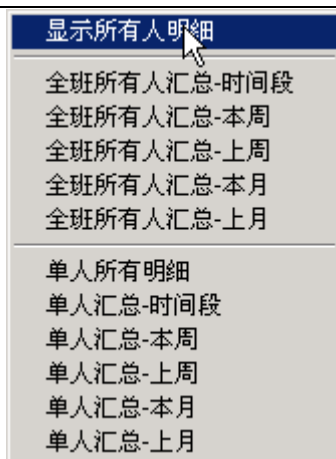 显示所有人明细
全班所有人汇总-时间段
全班所有人汇总-本周
全班所有人汇总-上周
全班所有人汇总-本月
全班所有人汇总-上月
单人所有明细
单人汇总-时间段
单人汇总-本周
单人汇总-上周
单人汇总-本月
单人汇总-上月